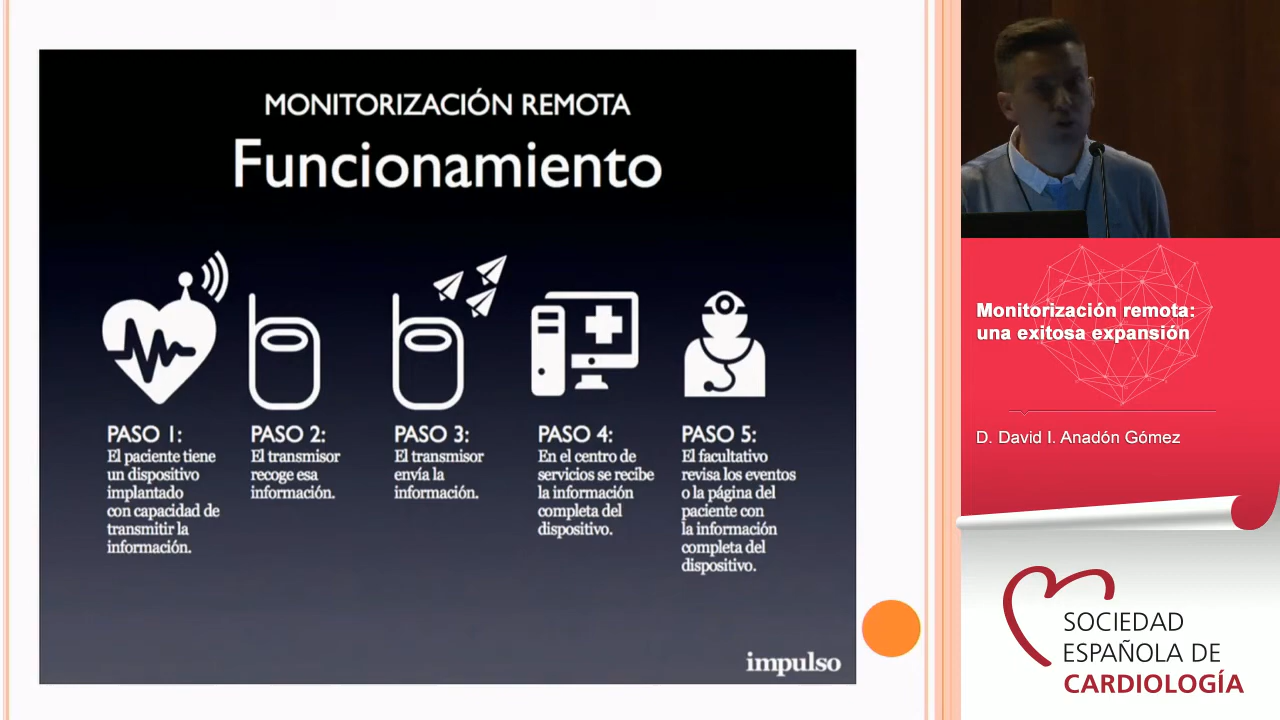 MONITORIZACIÓN REMOTA
Funcionamiento
PASO 1:
El paciente tiene
un dispositivo
implantado
con capacidad de
transmitir la
información.
PASO 2:
El transmisor
recoge esa
información.
PASO 3:
El transmisor
envía la
información.
PASO 4:
En el centro de
servicios se recibe
la información
completa del
dispositivo.
PASO 5:
El facultativo
revisa los eventos
o la página del
paciente con
la información
completa del
dispositivo.
impulso
Monitorización remota:
una exitosa expansión
D. David I. Anadón Gómez
SOCIEDAD
ESPAÑOLA DE
CARDIOLOGÍA